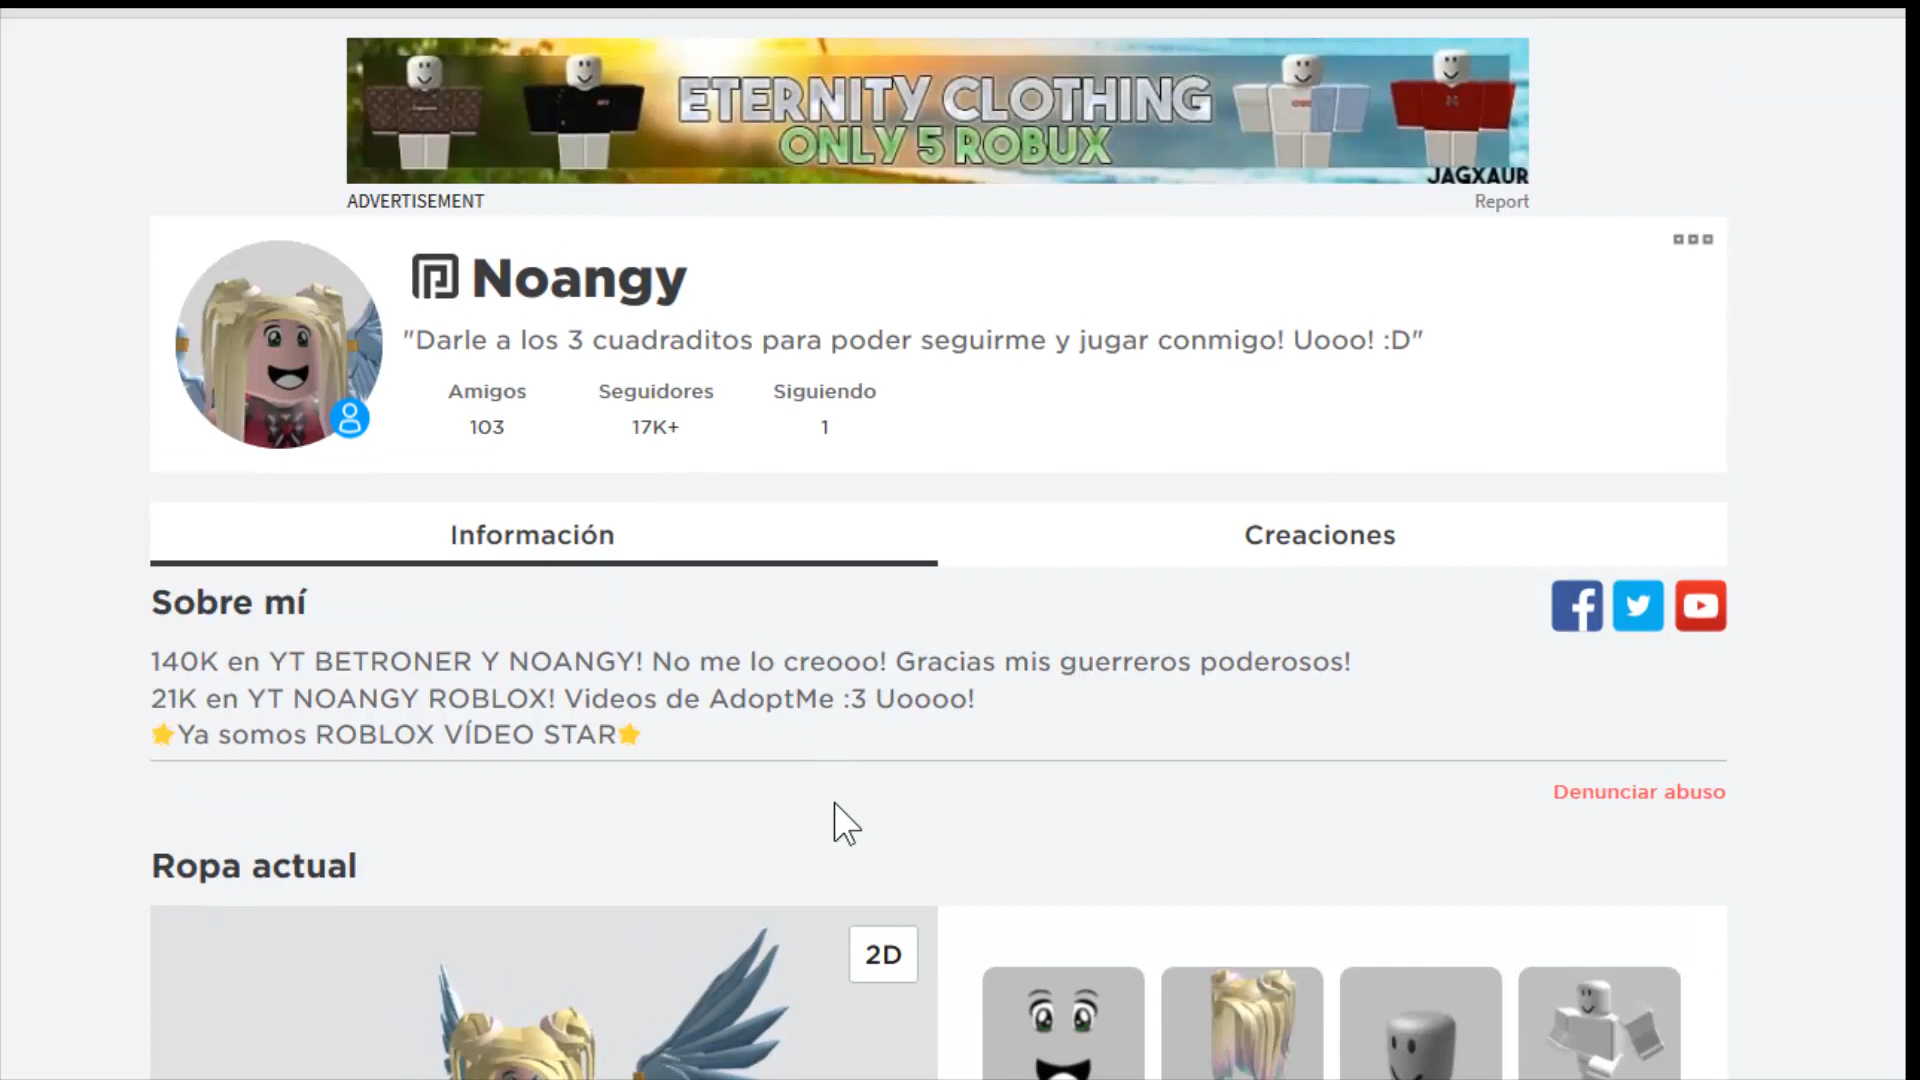 ETERNITY CLOTHING
ONLY 5 ROBUX
JAGXAUR
ADVERTISEMENT
Report
Noangy
"Darle a los 3 cuadraditos para poder seguirme y jugar conmigo! Uooo! :D"
Amigos Seguidores Siguiendo
103 17K+ 1
Información Creaciones
Sobre mí
140K en YT BETRONER Y NOANGY! No me lo creooo! Gracias mis guerreros poderosos!
21K en YT NOANGY ROBLOX! Videos de AdoptMe :3 Uoooo!
🌟Ya somos ROBLOX VÍDEO STAR🌟
Denunciar abuso
Ropa actual
2D